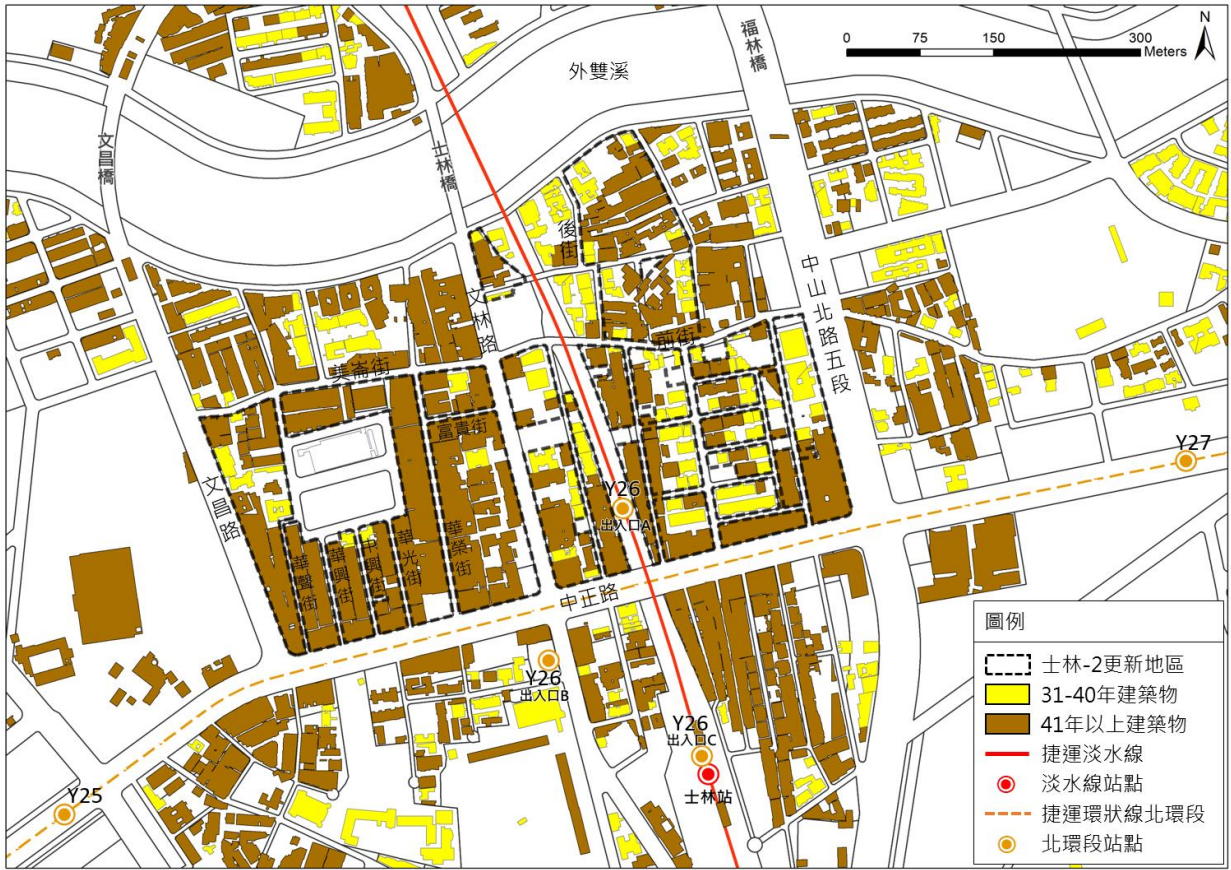 N
0 75 150 300
Meters
福林橋
外雙溪
文昌橋
士林橋
後街
中山北路五段
文林路
前街
美崙街
富貴街
Y27
文昌路
Y26
出入口A
華聲街
華興街
中興街
華光街
華榮街
中正路
Y26
出入口B
Y26
出入口C
士林站
Y25
圖例
士林-2更新地區
31-40年建築物
41年以上建築物
捷運淡水線
淡水線站點
捷運環狀線北環段
北環段站點